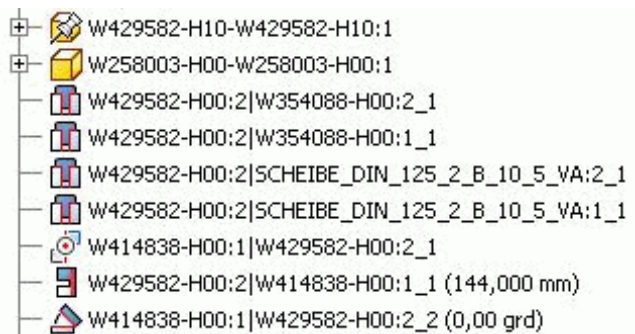 W429582-H10-W429582-H10:1
W258003-H00-W258003-H00:1
W429582-H00:2|W354088-H00:2_1
W429582-H00:2|W354088-H00:1_1
W429582-H00:2|SCHEIBE_DIN_125_2_B_10_5_VA:2_1
W429582-H00:2|SCHEIBE_DIN_125_2_B_10_5_VA:1_1
W414838-H00:1|W429582-H00:2_1
W429582-H00:2|W414838-H00:1_1 (144,000 mm)
W414838-H00:1|W429582-H00:2_2 (0,00 grd)